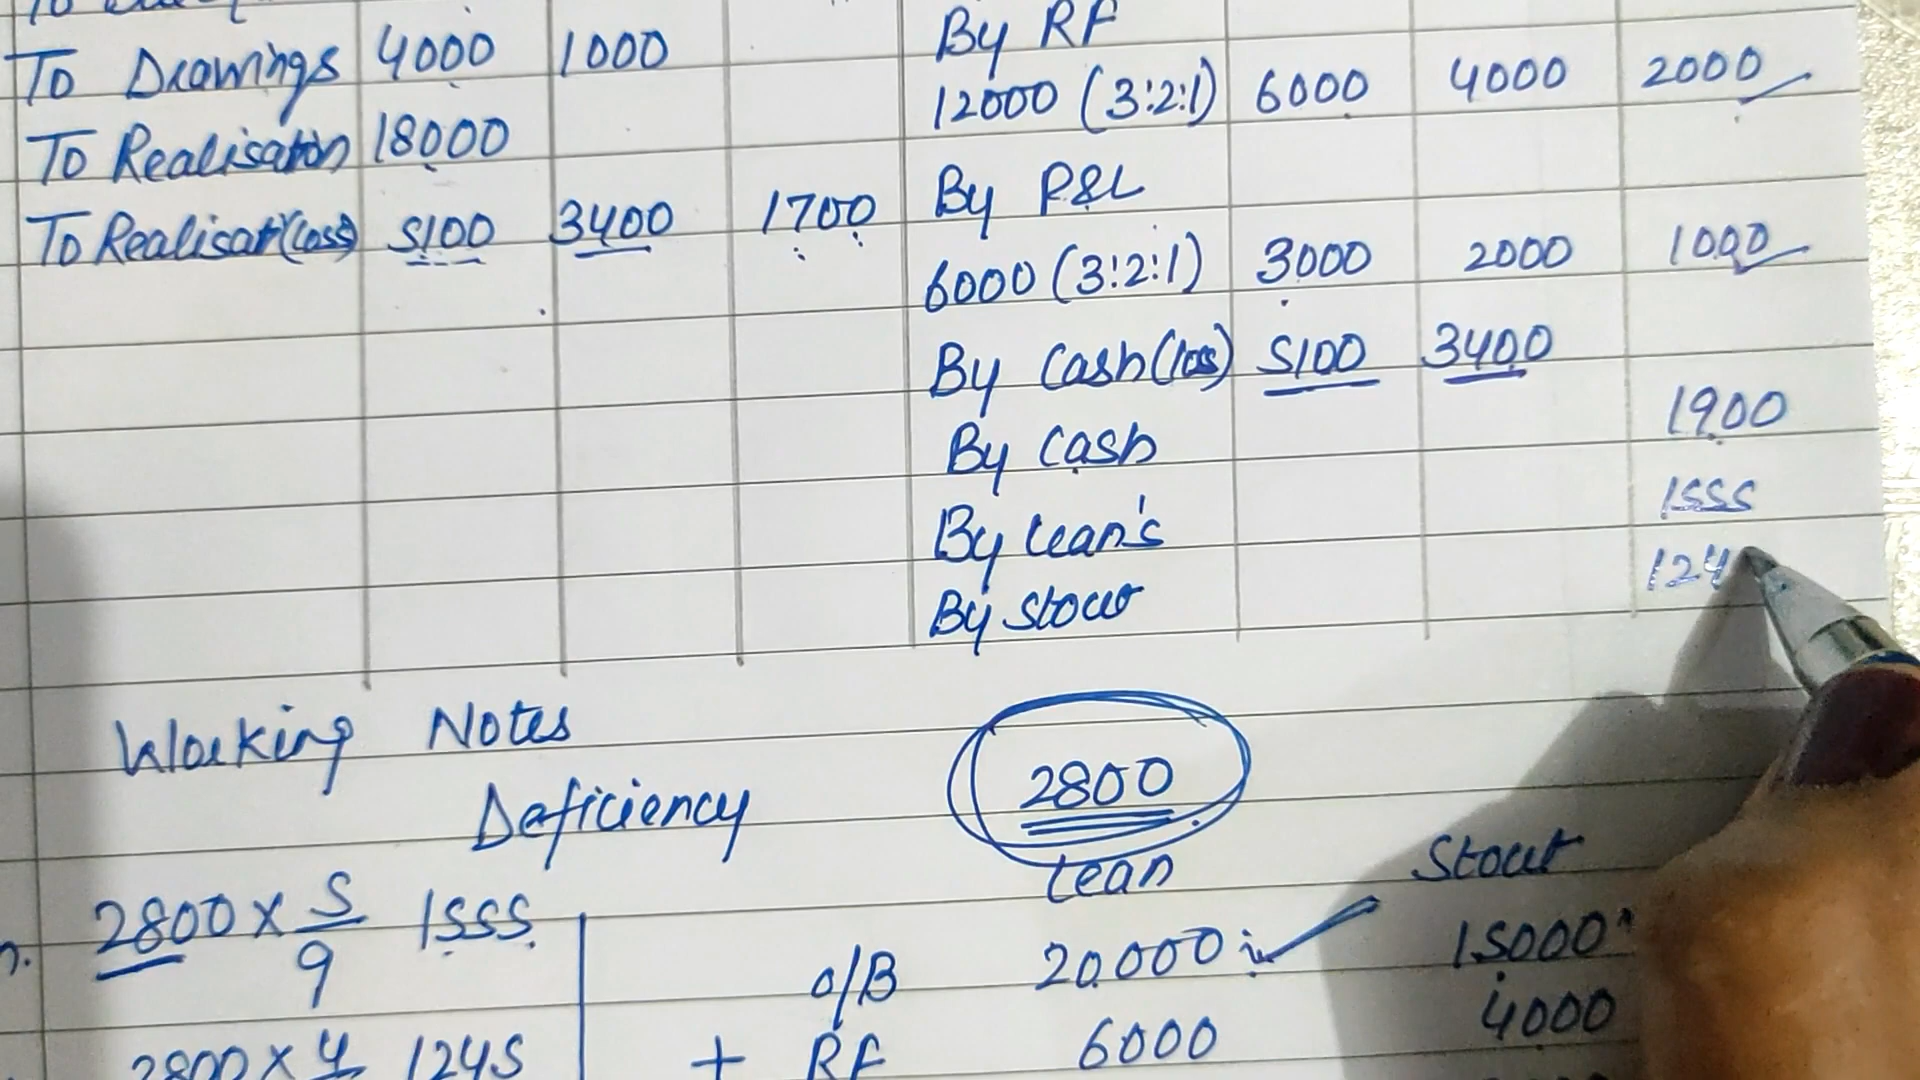 To Drawings 4000 1000
To Realisation 18000
To Realisat(loss) 5100 3400 1700
By RF
12000 (3:2:1) 6000 4000 2000
By P&L
6000 (3:2:1) 3000 2000 1000
By Cash (loss) 5100 3400
By Cash 1900
By Lean's 1555
By Stout 124
Working Notes
Deficiency 2800
Lean Stout
2800 x 5/9 1555
O/B 20000 15000
2800 x 4 1245
+ RF 6000 4000